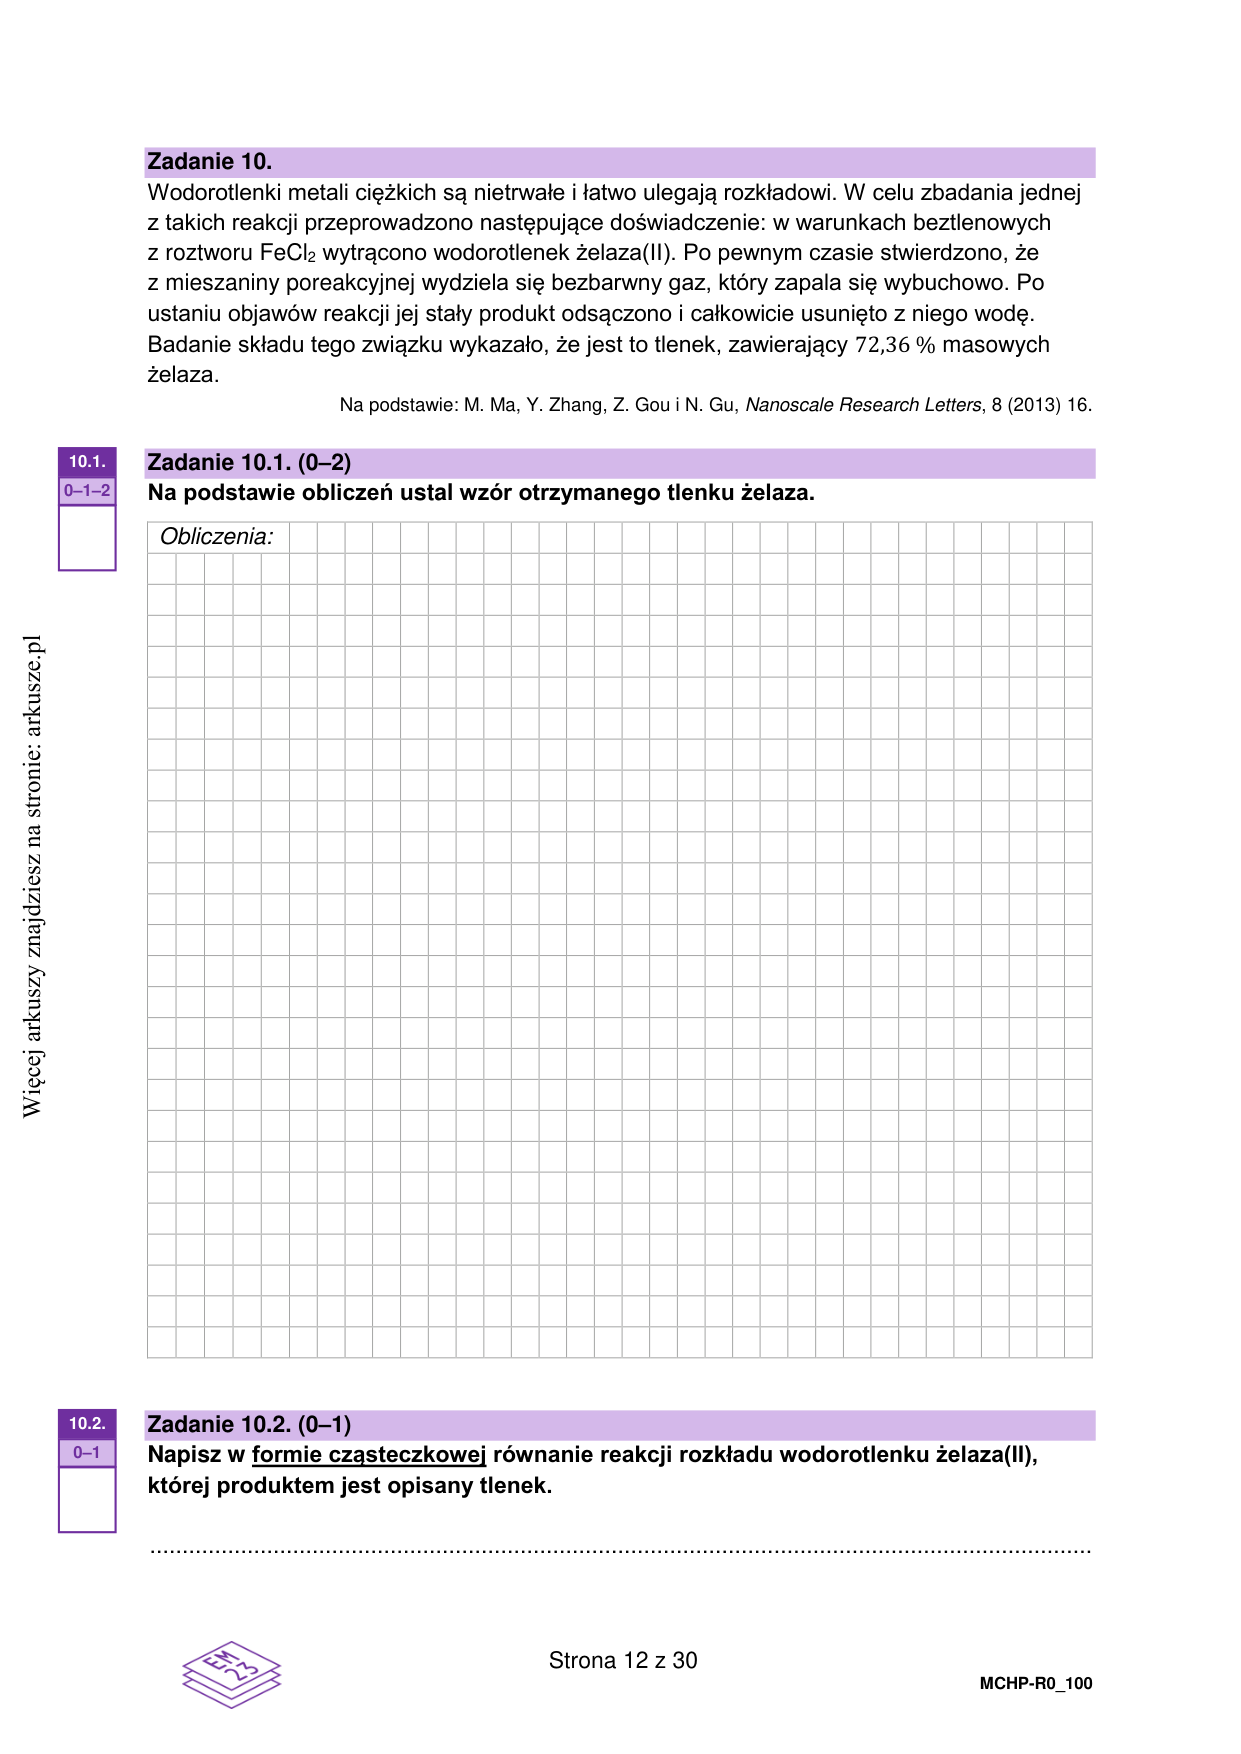 Zadanie 10.
Wodorotlenki metali ciężkich są nietrwałe i łatwo ulegają rozkładowi. W celu zbadania jednej
z takich reakcji przeprowadzono następujące doświadczenie: w warunkach beztlenowych
z roztworu FeCl₂ wytrącono wodorotlenek żelaza(II). Po pewnym czasie stwierdzono, że
z mieszaniny poreakcyjnej wydziela się bezbarwny gaz, który zapala się wybuchowo. Po
ustaniu objawów reakcji jej stały produkt odsączono i całkowicie usunięto z niego wodę.
Badanie składu tego związku wykazało, że jest to tlenek, zawierający 72,36 % masowych
żelaza.
Na podstawie: M. Ma, Y. Zhang, Z. Gou i N. Gu, Nanoscale Research Letters, 8 (2013) 16.
10.1.
0–1–2
Zadanie 10.1. (0–2)
Na podstawie obliczeń ustal wzór otrzymanego tlenku żelaza.
Obliczenia:
Więcej arkuszy znajdziesz na stronie: arkusze.pl
10.2.
0–1
Zadanie 10.2. (0–1)
Napisz w formie cząsteczkowej równanie reakcji rozkładu wodorotlenku żelaza(II),
której produktem jest opisany tlenek.
EM
23
Strona 12 z 30
MCHP-R0_100